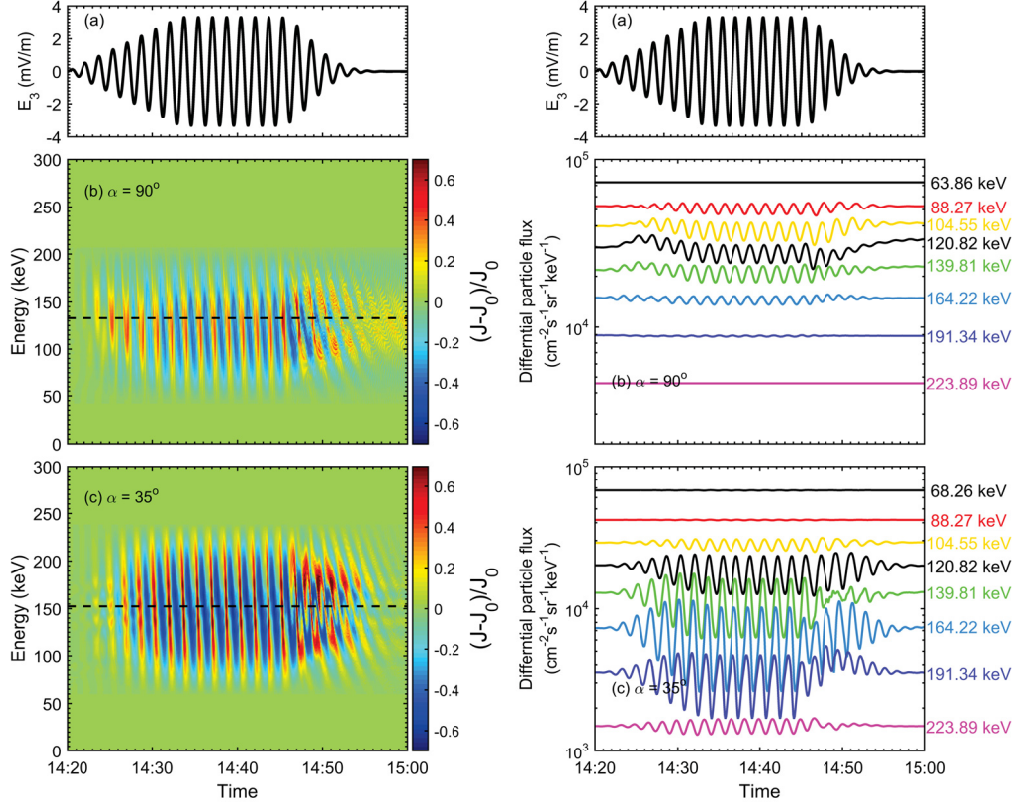 (a)
E3 (mV/m)
4
2
0
-2
-4
(b) α = 90°
Energy (keV)
300
250
200
150
100
50
0
0.6
0.4
0.2
0
-0.2
-0.4
-0.6
(J-J0)/J0
(c) α = 35°
Energy (keV)
300
250
200
150
100
50
0
0.6
0.4
0.2
0
-0.2
-0.4
-0.6
(J-J0)/J0
14:20 14:30 14:40 14:50 15:00
Time
(a)
E3 (mV/m)
4
2
0
-2
-4
Differential particle flux
(cm-2s-1sr-1keV-1)
10^5
10^4
(b) α = 90°
63.86 keV
88.27 keV
104.55 keV
120.82 keV
139.81 keV
164.22 keV
191.34 keV
223.89 keV
Differential particle flux
(cm-2s-1sr-1keV-1)
10^5
10^4
10^3
(c) α = 35°
68.26 keV
88.27 keV
104.55 keV
120.82 keV
139.81 keV
164.22 keV
191.34 keV
223.89 keV
14:20 14:30 14:40 14:50 15:00
Time